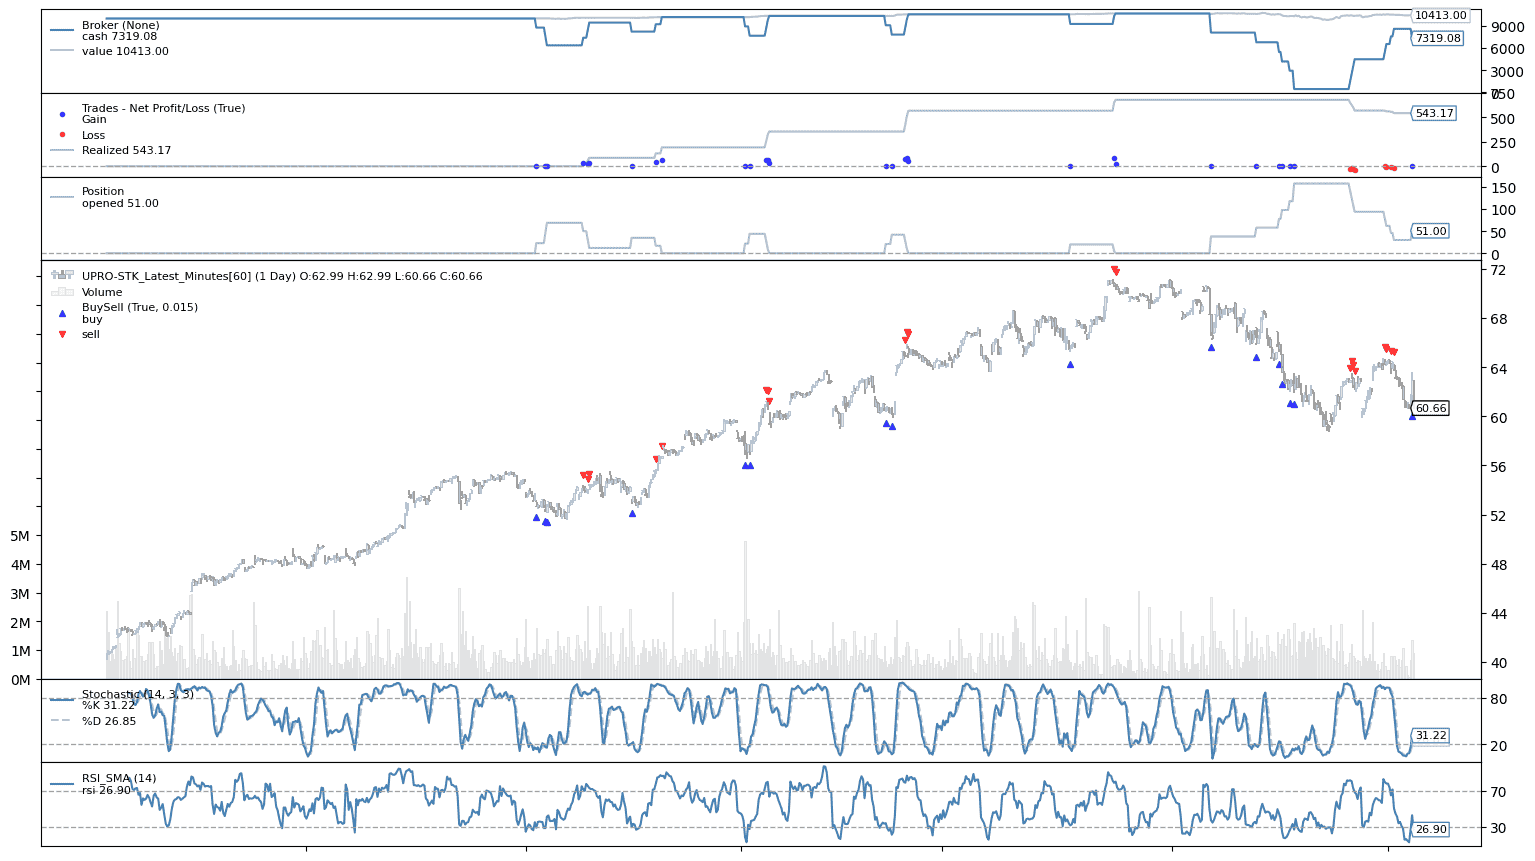 Broker (None)
cash 7319.08
value 10413.00
10413.00
9000
7319.08
6000
3000
0
Trades - Net Profit/Loss (True)
Gain
Loss
Realized 543.17
750
543.17
500
250
0
Position
opened 51.00
150
100
51.00
50
0
UPRO-STK_Latest_Minutes[60] (1 Day) O:62.99 H:62.99 L:60.66 C:60.66
Volume
BuySell (True, 0.015)
buy
sell
72
68
64
60.66
60
56
52
48
44
40
5M
4M
3M
2M
1M
0M
Stochastic (14, 3, 3)
%K 31.22
%D 26.85
80
31.22
20
RSI_SMA (14)
rsi 26.90
70
26.90
30